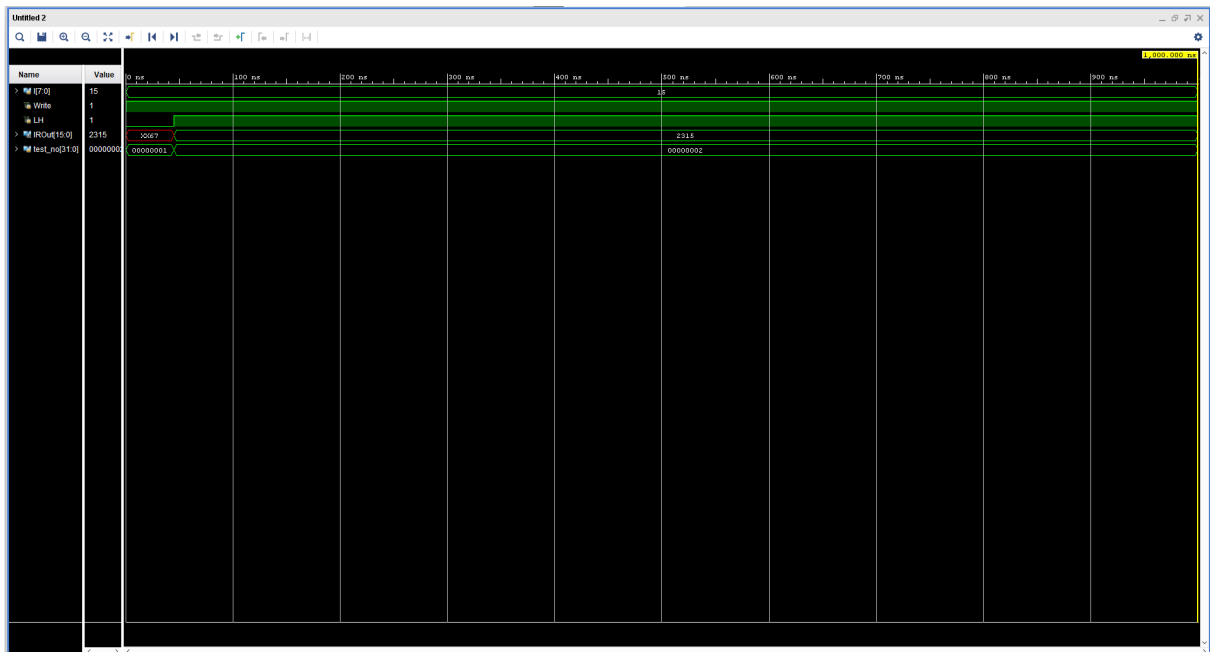 Untitled 2
1,000.000 ns
Name Value 0 ns 100 ns 200 ns 300 ns 400 ns 500 ns 600 ns 700 ns 800 ns 900 ns
I[7:0] 15 15
Write 1
LH 1
IROut[15:0] 2315 XX67 2315
test_no[31:0] 0000000 00000001 00000002